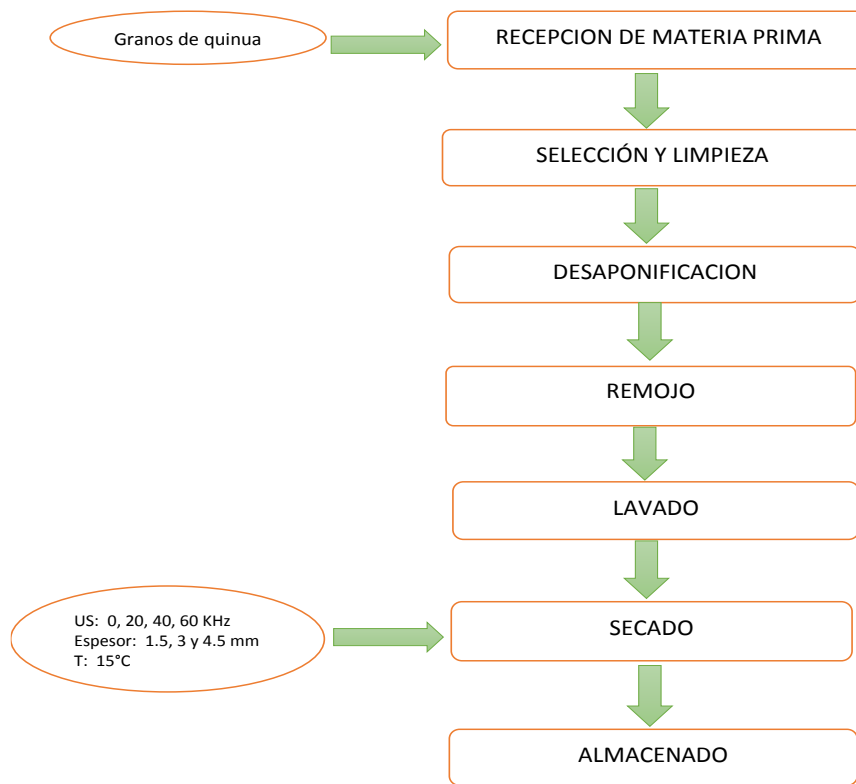 Granos de quinua
RECEPCION DE MATERIA PRIMA
SELECCIÓN Y LIMPIEZA
DESAPONIFICACION
REMOJO
LAVADO
US: 0, 20, 40, 60 KHz
Espesor: 1.5, 3 y 4.5 mm
T: 15°C
SECADO
ALMACENADO